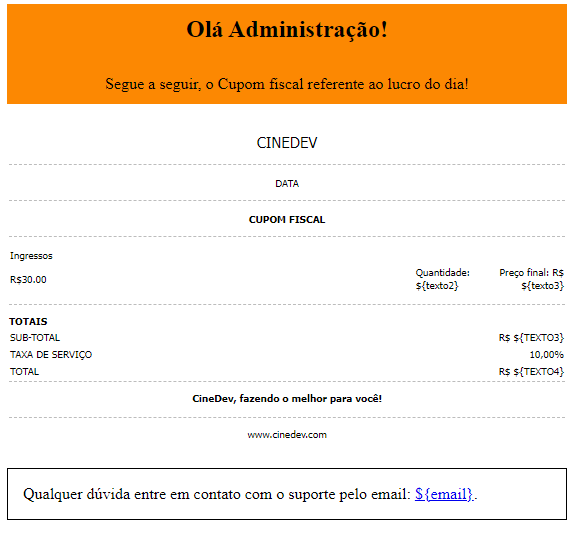 Olá Administração!
Segue a seguir, o Cupom fiscal referente ao lucro do dia!
CINEDEV
DATA
CUPOM FISCAL
Ingressos
R$30.00
Quantidade:
${texto2}
Preço final: R$
${texto3}
TOTAIS
SUB-TOTAL R$ ${TEXTO3}
TAXA DE SERVIÇO 10,00%
TOTAL R$ ${TEXTO4}
CineDev, fazendo o melhor para você!
www.cinedev.com
Qualquer dúvida entre em contato com o suporte pelo email: ${email}.